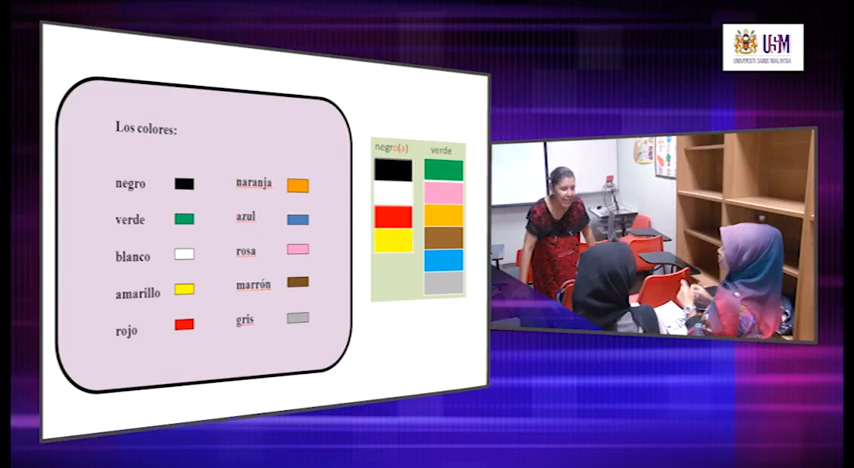 Los colores:
negro
verde
blanco
amarillo
rojo
naranja
azul
rosa
marrón
gris
negro(a)
verde
USM
UNIVERSITI SAINS MALAYSIA